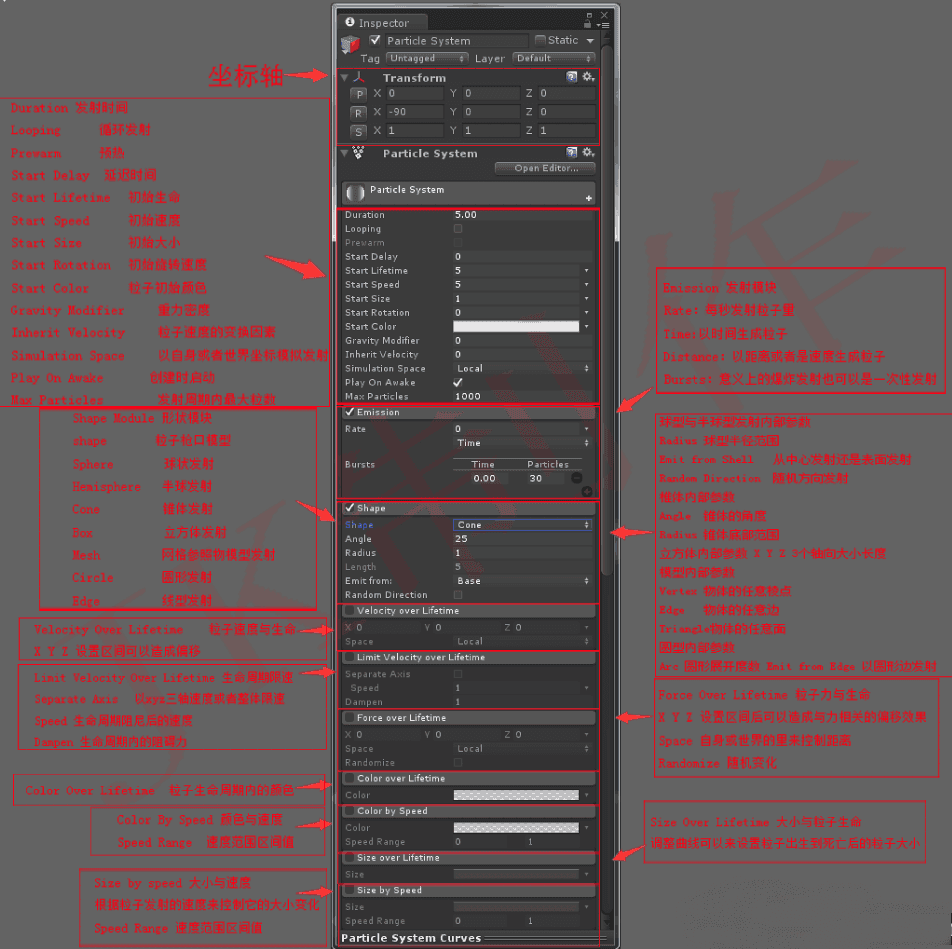 Inspector
Particle System
Static
Tag Untagged Layer Default
坐标轴
Transform
P X 0 Y 0 Z 0
R X -90 Y 0 Z 0
S X 1 Y 1 Z 1
Particle System
Open Editor...
Particle System
Duration 5.00
Looping
Prewarm
Start Delay 0
Start Lifetime 5
Start Speed 5
Start Size 1
Start Rotation 0
Start Color
Gravity Modifier 0
Inherit Velocity 0
Simulation Space Local
Play On Awake
Max Particles 1000
Emission
Rate 0
Time
Bursts Time Particles
0.00 30
Shape
Shape Cone
Angle 25
Radius 1
Length 5
Emit from: Base
Random Direction
Velocity over Lifetime
X 0 Y 0 Z 0
Space Local
Limit Velocity over Lifetime
Separate Axis
Speed 1
Dampen 1
Force over Lifetime
X 0 Y 0 Z 0
Space Local
Randomize
Color over Lifetime
Color
Color by Speed
Color
Speed Range 0 1
Size over Lifetime
Size
Size by Speed
Size
Speed Range 0 1
Particle System Curves
Duration 发射时间
Looping 循环发射
Prewarm 预热
Start Delay 延迟时间
Start Lifetime 初始生命
Start Speed 初始速度
Start Size 初始大小
Start Rotation 初始旋转速度
Start Color 粒子初始颜色
Gravity Modifier 重力密度
Inherit Velocity 粒子速度的变换因素
Simulation Space 以自身或者世界坐标模拟发射
Play On Awake 创建时启动
Max Particles 发射周期内最大粒数
Shape Module 形状模块
shape 粒子枪口模型
Sphere 球状发射
Hemisphere 半球发射
Cone 锥体发射
Box 立方体发射
Mesh 网格参照物模型发射
Circle 圆形发射
Edge 线型发射
Velocity Over Lifetime 粒子速度与生命
X Y Z 设置区间可以造成偏移
Limit Velocity Over Lifetime 生命周期限速
Separate Axis 以xyz三轴速度或者整体限速
Speed 生命周期阻尼后的速度
Dampen 生命周期内的阻碍力
Color Over Lifetime 粒子生命周期内的颜色
Color By Speed 颜色与速度
Speed Range 速度范围区间值
Size by speed 大小与速度
根据粒子发射的速度来控制它的大小变化
Speed Range 速度范围区间值
Emission 发射模块
Rate: 每秒发射粒子量
Time:以时间生成粒子
Distance: 以距离或者是速度生成粒子
Bursts: 意义上的爆炸发射也可以是一次性发射
球型与半球型发射内部参数
Radius 球型半径范围
Emit from Shell 从中心发射还是表面发射
Random Direction 随机方向发射
椎体内部参数
Angle 锥体的角度
Radius 锥体底部范围
立方体内部参数 X Y Z 3个轴向大小长度
模型内部参数
Vertex 物体的任意棱点
Edge 物体的任意边
Triangle物体的任意面
圆型内部参数
Arc 圆形展开度数 Emit from Edge 以圆形边发射
Force Over Lifetime 粒子力与生命
X Y Z 设置区间后可以造成与力相关的偏移效果
Space 自身或世界的里来控制距离
Randomize 随机变化
Size Over Lifetime 大小与粒子生命
调整曲线可以来设置粒子出生到死亡后的粒子大小